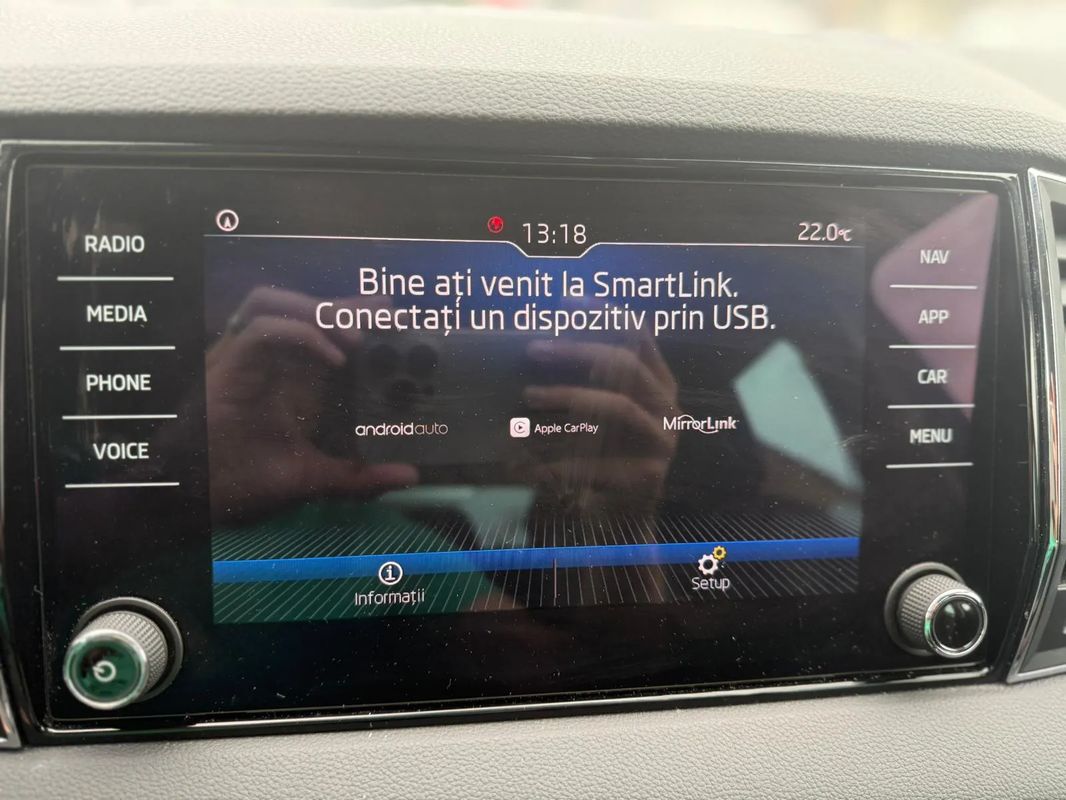 13:18
22.0°C
RADIO
MEDIA
PHONE
VOICE
Bine ați venit la SmartLink.
Conectați un dispozitiv prin USB.
androidauto
Apple CarPlay
MirrorLink
Informații
Setup
NAV
APP
CAR
MENU